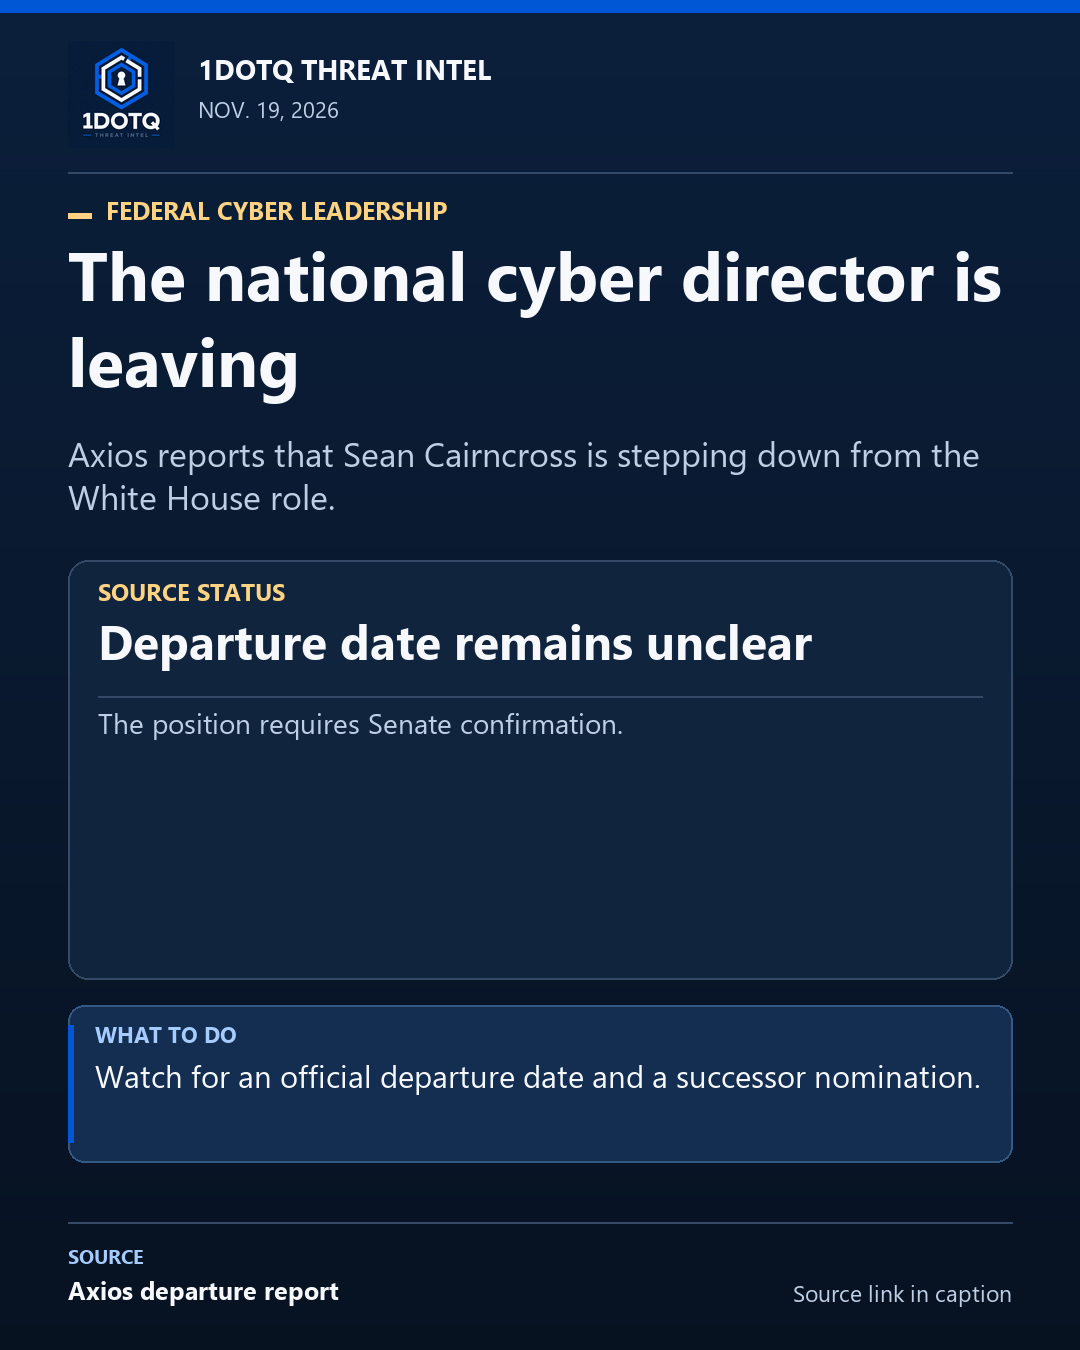 1DOTQ
THREAT INTEL
1DOTQ THREAT INTEL
NOV. 19, 2026
FEDERAL CYBER LEADERSHIP
The national cyber director is
leaving
Axios reports that Sean Cairncross is stepping down from the
White House role.
SOURCE STATUS
Departure date remains unclear
The position requires Senate confirmation.
WHAT TO DO
Watch for an official departure date and a successor nomination.
SOURCE
Axios departure report
Source link in caption